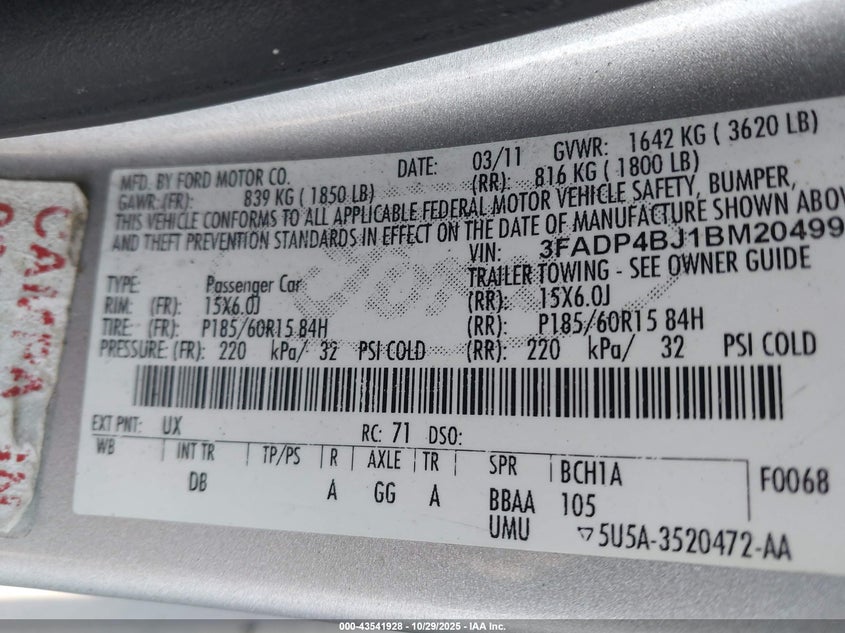 MFD. BY FORD MOTOR CO. DATE: 03/11 GVWR: 1642 KG ( 3620 LB)
GAWR: (FR): 839 KG ( 1850 LB) (RR): 816 KG ( 1800 LB)
THIS VEHICLE CONFORMS TO ALL APPLICABLE FEDERAL MOTOR VEHICLE SAFETY, BUMPER,
AND THEFT PREVENTION STANDARDS IN EFFECT ON THE DATE OF MANUFACTURE SHOWN ABOV
VIN: 3FADP4BJ1BM20499
TYPE: Passenger Car TRAILER TOWING - SEE OWNER GUIDE
RIM: (FR): 15X6.0J (RR): 15X6.0J
TIRE: (FR): P185/60R15 84H (RR): P185/60R15 84H
PRESSURE: (FR): 220 kPa/ 32 PSI COLD (RR): 220 kPa/ 32 PSI COLD
EXT PNT: UX RC: 71 DSO:
WB INT TR TP/PS R AXLE TR SPR BCH1A F0068
DB A GG A BBAA 105
UMU ▽5U5A-3520472-AA
000-43541928 | 10/29/2025 - IAA Inc.